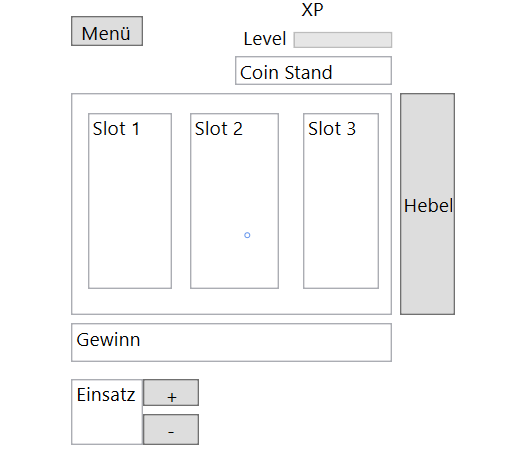 XP
Menü
Level
Coin Stand
Slot 1
Slot 2
Slot 3
Hebel
Gewinn
Einsatz
+
-